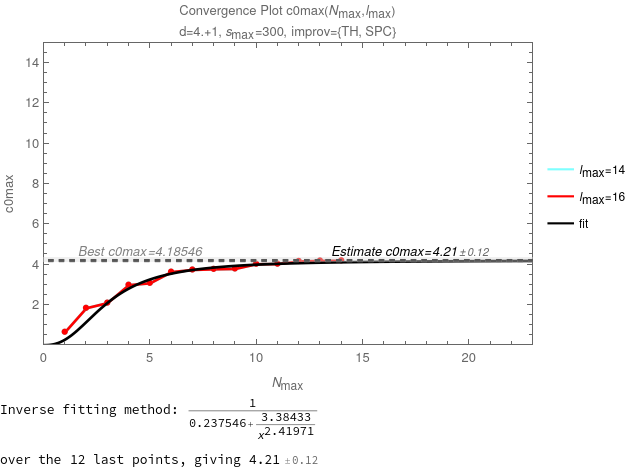 Convergence Plot c0max(Nmax,lmax)
d=4.+1, smax=300, improv={TH, SPC}
14
12
10
8
6
4
2
c0max
Best c0max=4.18546
Estimate c0max=4.21±0.12
lmax=14
lmax=16
fit
0 5 10 15 20
Nmax
Inverse fitting method: 1
0.237546+ 3.38433
x2.41971
over the 12 last points, giving 4.21 ±0.12